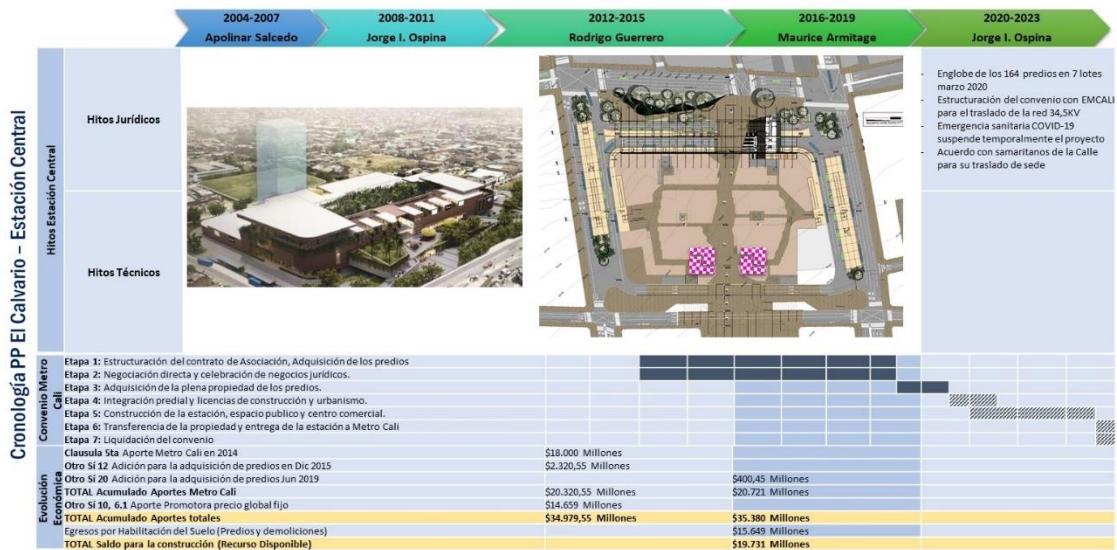 2004-2007
Apolinar Salcedo
2008-2011
Jorge I. Ospina
2012-2015
Rodrigo Guerrero
2016-2019
Maurice Armitage
2020-2023
Jorge I. Ospina
Cronología PP El Calvario – Estación Central
Hitos Estación Central
Hitos Jurídicos
Hitos Técnicos
- Englobe de los 164 predios en 7 lotes
marzo 2020
- Estructuración del convenio con EMCALI
para el traslado de la red 34,5KV
- Emergencia sanitaria COVID-19
suspende temporalmente el proyecto
- Acuerdo con samaritanos de la Calle
para su traslado de sede
Convenio Metro
Cali
Etapa 1: Estructuración del contrato de Asociación, Adquisición de los predios
Etapa 2: Negociación directa y celebración de negocios jurídicos.
Etapa 3: Adquisición de la plena propiedad de los predios.
Etapa 4: Integración predial y licencias de construcción y urbanismo.
Etapa 5: Construcción de la estación, espacio publico y centro comercial.
Etapa 6: Transferencia de la propiedad y entrega de la estación a Metro Cali
Etapa 7: Liquidación del convenio
Evolución
Económica
Clausula 5ta Aporte Metro Cali en 2014 $18.000 Millones
Otro Sí 12 Adición para la adquisición de predios en Dic 2015 $2.320,55 Millones
Otro Sí 20 Adición para la adquisición de predios Jun 2019 $400,45 Millones
TOTAL Acumulado Aportes Metro Cali $20.320,55 Millones $20.721 Millones
Otro Sí 10, 6.1 Aporte Promotora precio global fijo $14.659 Millones
TOTAL Acumulado Aportes totales $34.979,55 Millones $35.380 Millones
Egresos por Habilitación del Suelo (Predios y demoliciones) $15.649 Millones
TOTAL Saldo para la construcción (Recurso Disponible) $19.731 Millones